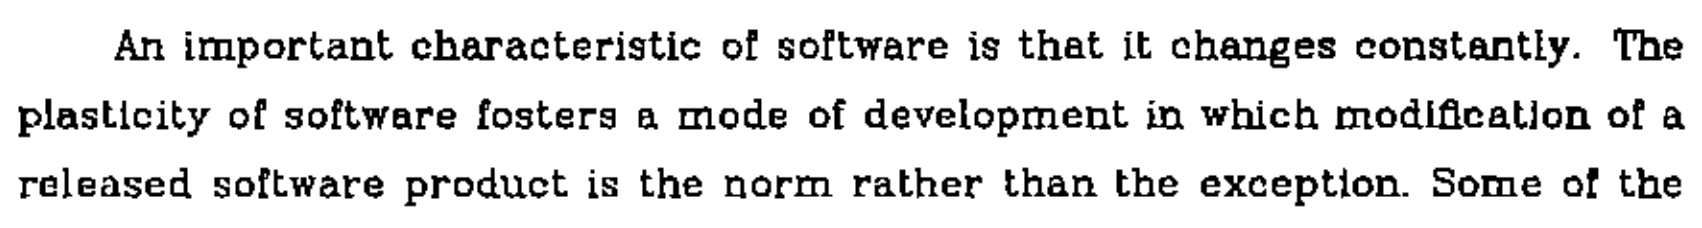 An important characteristic of software is that it changes constantly. The
plasticity of software fosters a mode of development in which modification of a
released software product is the norm rather than the exception. Some of the